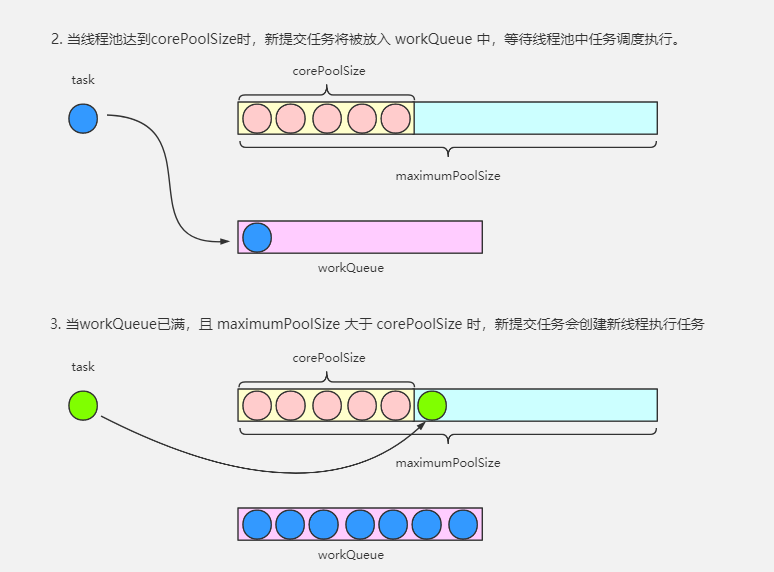 2. 当线程池达到corePoolSize时，新提交任务将被放入 workQueue 中，等待线程池中任务调度执行。
task
corePoolSize
maximumPoolSize
workQueue
3. 当workQueue已满，且 maximumPoolSize 大于 corePoolSize 时，新提交任务会创建新线程执行任务
task
corePoolSize
maximumPoolSize
workQueue